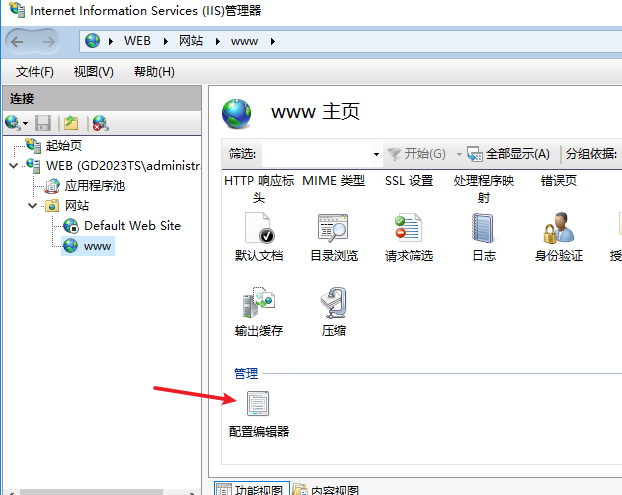 Internet Information Services (IIS)管理器
WEB
网站
www
文件(F)
视图(V)
帮助(H)
连接
www 主页
筛选:
开始(G)
全部显示(A)
分组依据:
起始页
WEB (GD2023TS\administra
应用程序池
网站
Default Web Site
www
HTTP 响应标头
MIME 类型
SSL 设置
处理程序映射
错误页
默认文档
目录浏览
请求筛选
日志
身份验证
授
输出缓存
压缩
管理
配置编辑器
功能视图
内容视图